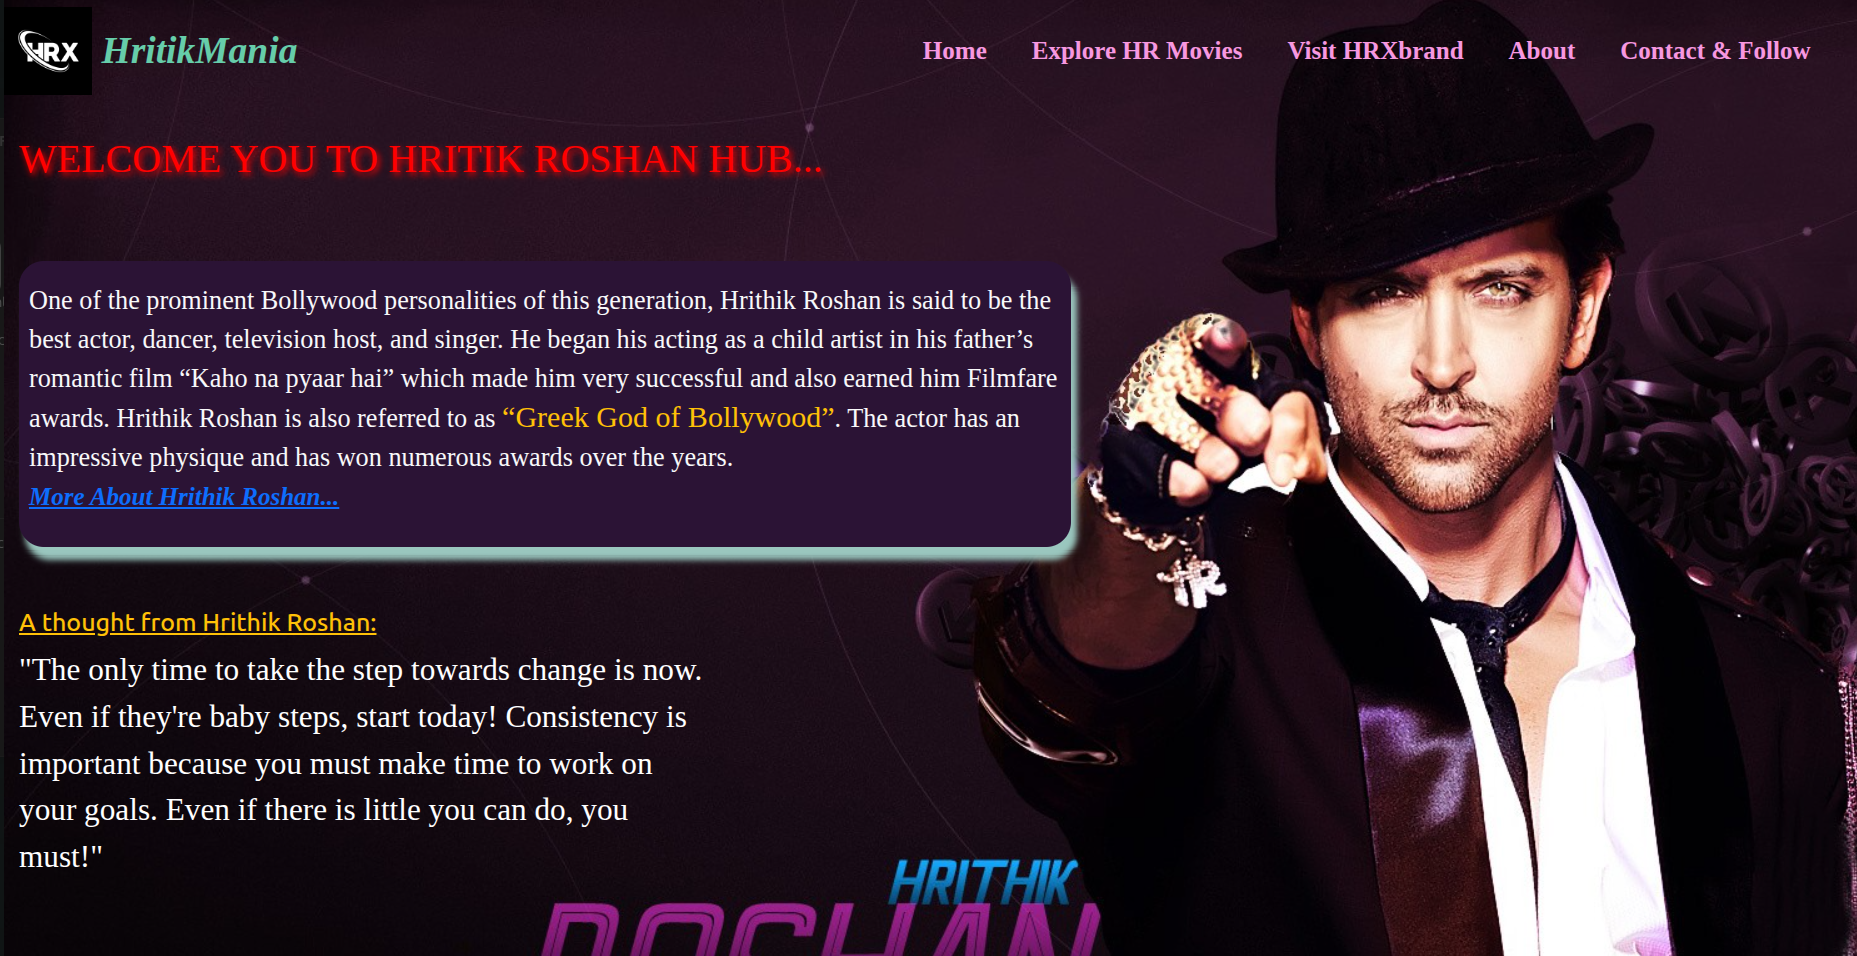 HRX HritikMania Home Explore HR Movies Visit HRXbrand About Contact & Follow
WELCOME YOU TO HRITIK ROSHAN HUB...
One of the prominent Bollywood personalities of this generation, Hrithik Roshan is said to be the
best actor, dancer, television host, and singer. He began his acting as a child artist in his father’s
romantic film “Kaho na pyaar hai” which made him very successful and also earned him Filmfare
awards. Hrithik Roshan is also referred to as “Greek God of Bollywood”. The actor has an
impressive physique and has won numerous awards over the years.
More About Hrithik Roshan...
HR
A thought from Hrithik Roshan:
"The only time to take the step towards change is now.
Even if they're baby steps, start today! Consistency is
important because you must make time to work on
your goals. Even if there is little you can do, you
must!"
HRITHIK
ROSHAN